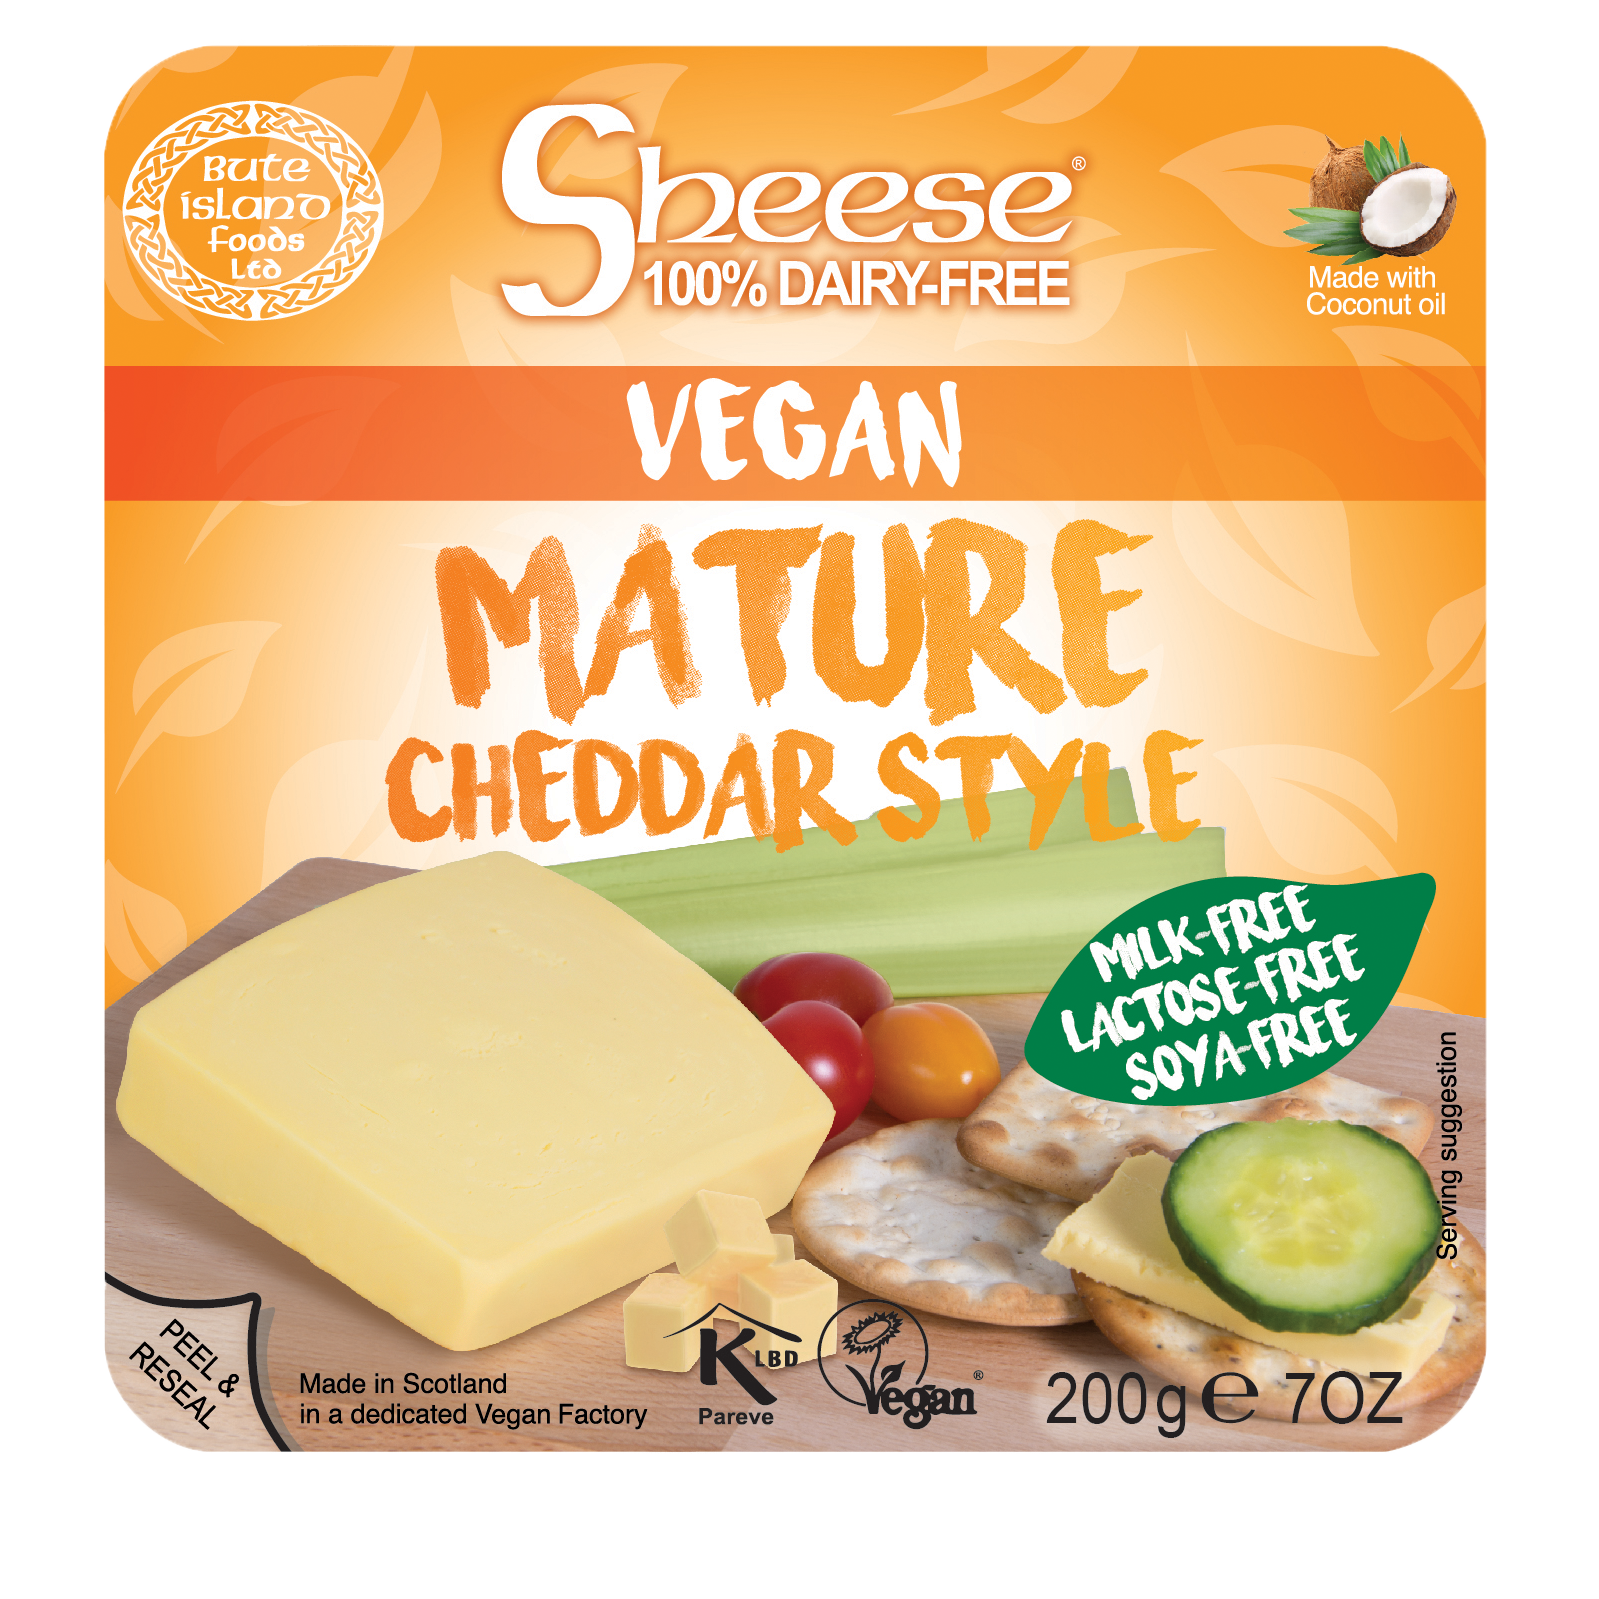 Bute
Island
Foods
Ltd
Sheese®
100% DAIRY-FREE
Made with
Coconut oil
VEGAN
MATURE
CHEDDAR STYLE
MILK-FREE
LACTOSE-FREE
SOYA-FREE
Serving suggestion
PEEL &
RESEAL
Made in Scotland
in a dedicated Vegan Factory
K LBD
Pareve
Vegan®
200g e 7OZ